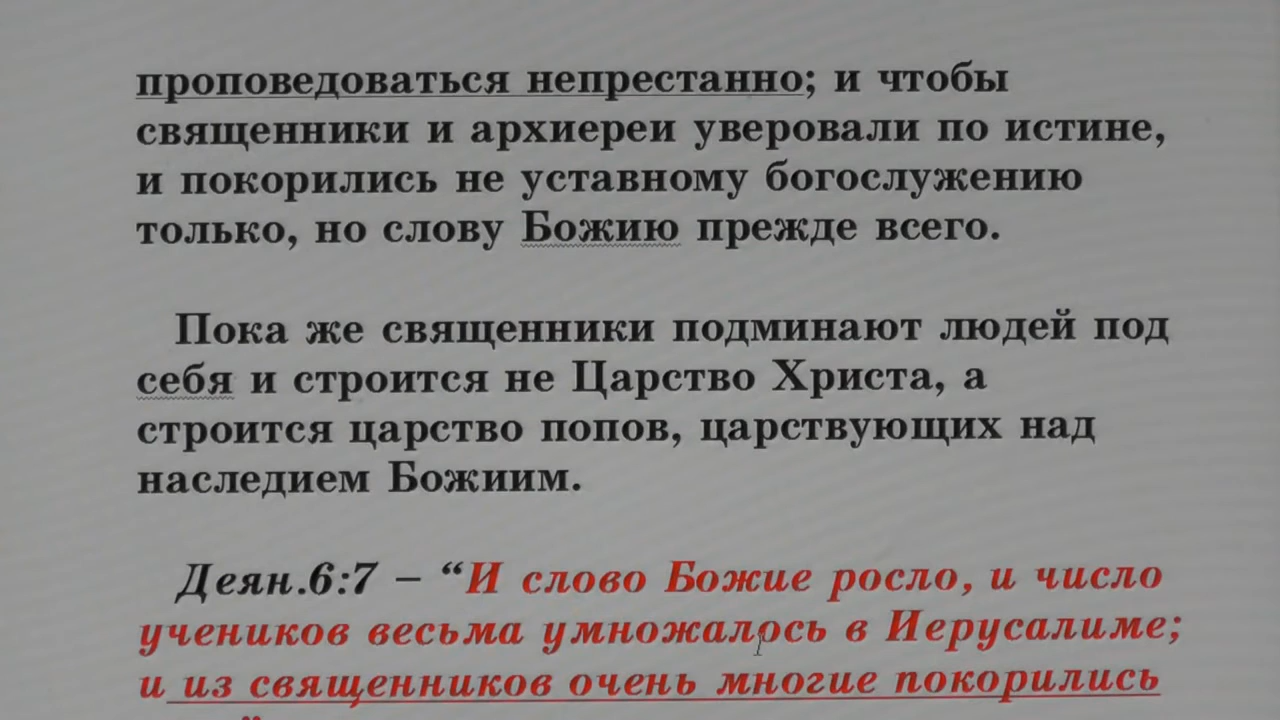 проповедоваться непрестанно; и чтобы
священники и архиереи уверовали по истине,
и покорились не уставному богослужению
только, но слову Божию прежде всего.
Пока же священники подминают людей под
себя и строится не Царство Христа, а
строится царство попов, царствующих над
наследием Божиим.
Деян.6:7 – “И слово Божие росло, и число
учеников весьма умножалось в Иерусалиме;
и из священников очень многие покорились